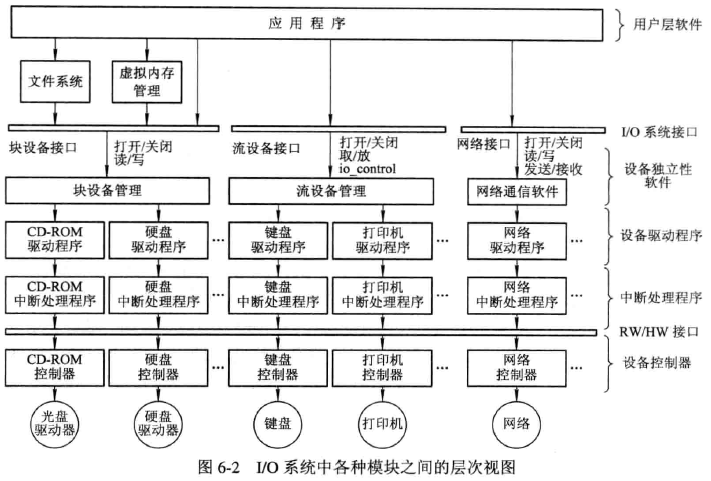 应用程序
用户层软件
文件系统
虚拟内存
管理
I/O 系统接口
块设备接口
打开/关闭
读/写
流设备接口
打开/关闭
取/放
io_control
网络接口
打开/关闭
读/写
发送/接收
设备独立性
软件
块设备管理
流设备管理
网络通信软件
CD-ROM
驱动程序
硬盘
驱动程序
...
键盘
驱动程序
打印机
驱动程序
...
网络
驱动程序
...
设备驱动程序
CD-ROM
中断处理程序
硬盘
中断处理程序
...
键盘
中断处理程序
打印机
中断处理程序
...
网络
中断处理程序
...
中断处理程序
RW/HW 接口
CD-ROM
控制器
硬盘
控制器
...
键盘
控制器
打印机
控制器
...
网络
控制器
...
设备控制器
光盘
驱动器
硬盘
驱动器
键盘
打印机
网络
图 6-2 I/O 系统中各种模块之间的层次视图